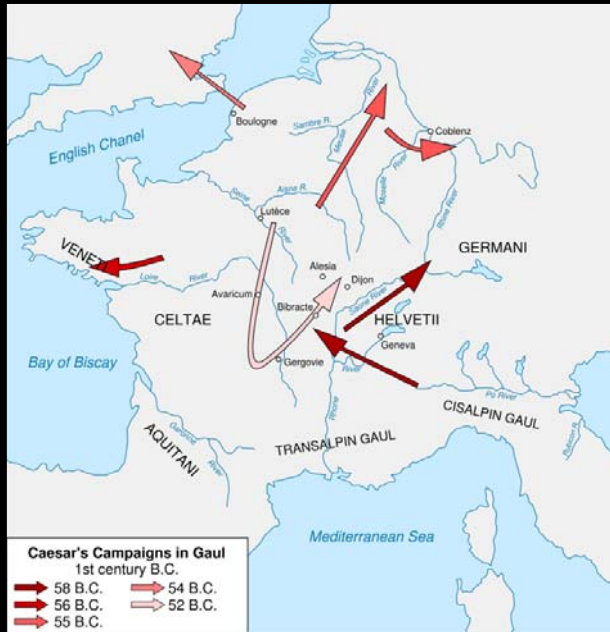 Boulogne
English Chanel
Sambre R.
Meuse
River
Coblenz
Seine
Aisne R.
Moselle
River
Rhine River
Lutèce
River
VENETI
Loire
River
Alesia
Dijon
GERMANI
Avaricum
Saone River
CELTAE
Bibracte
HELVETII
Geneva
Bay of Biscay
Gergovie
River
Po River
CISALPIN GAUL
Rhone
Garonne
River
AQUITANI
TRANSALPIN GAUL
Rubicon R.
Mediterranean Sea
Caesar's Campaigns in Gaul
1st century B.C.
58 B.C.
54 B.C.
56 B.C.
52 B.C.
55 B.C.